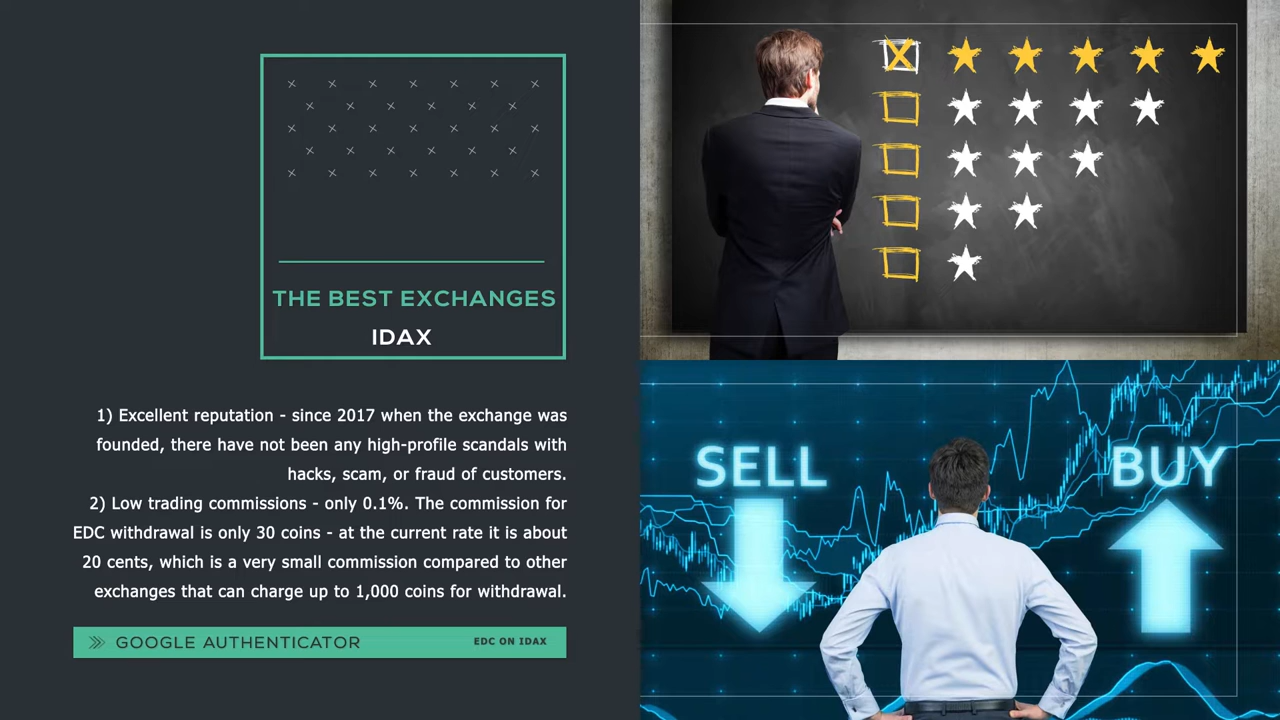 THE BEST EXCHANGES
IDAX
1) Excellent reputation - since 2017 when the exchange was
founded, there have not been any high-profile scandals with
hacks, scam, or fraud of customers.
2) Low trading commissions - only 0.1%. The commission for
EDC withdrawal is only 30 coins - at the current rate it is about
20 cents, which is a very small commission compared to other
exchanges that can charge up to 1,000 coins for withdrawal.
GOOGLE AUTHENTICATOR
EDC ON IDAX
SELL
BUY